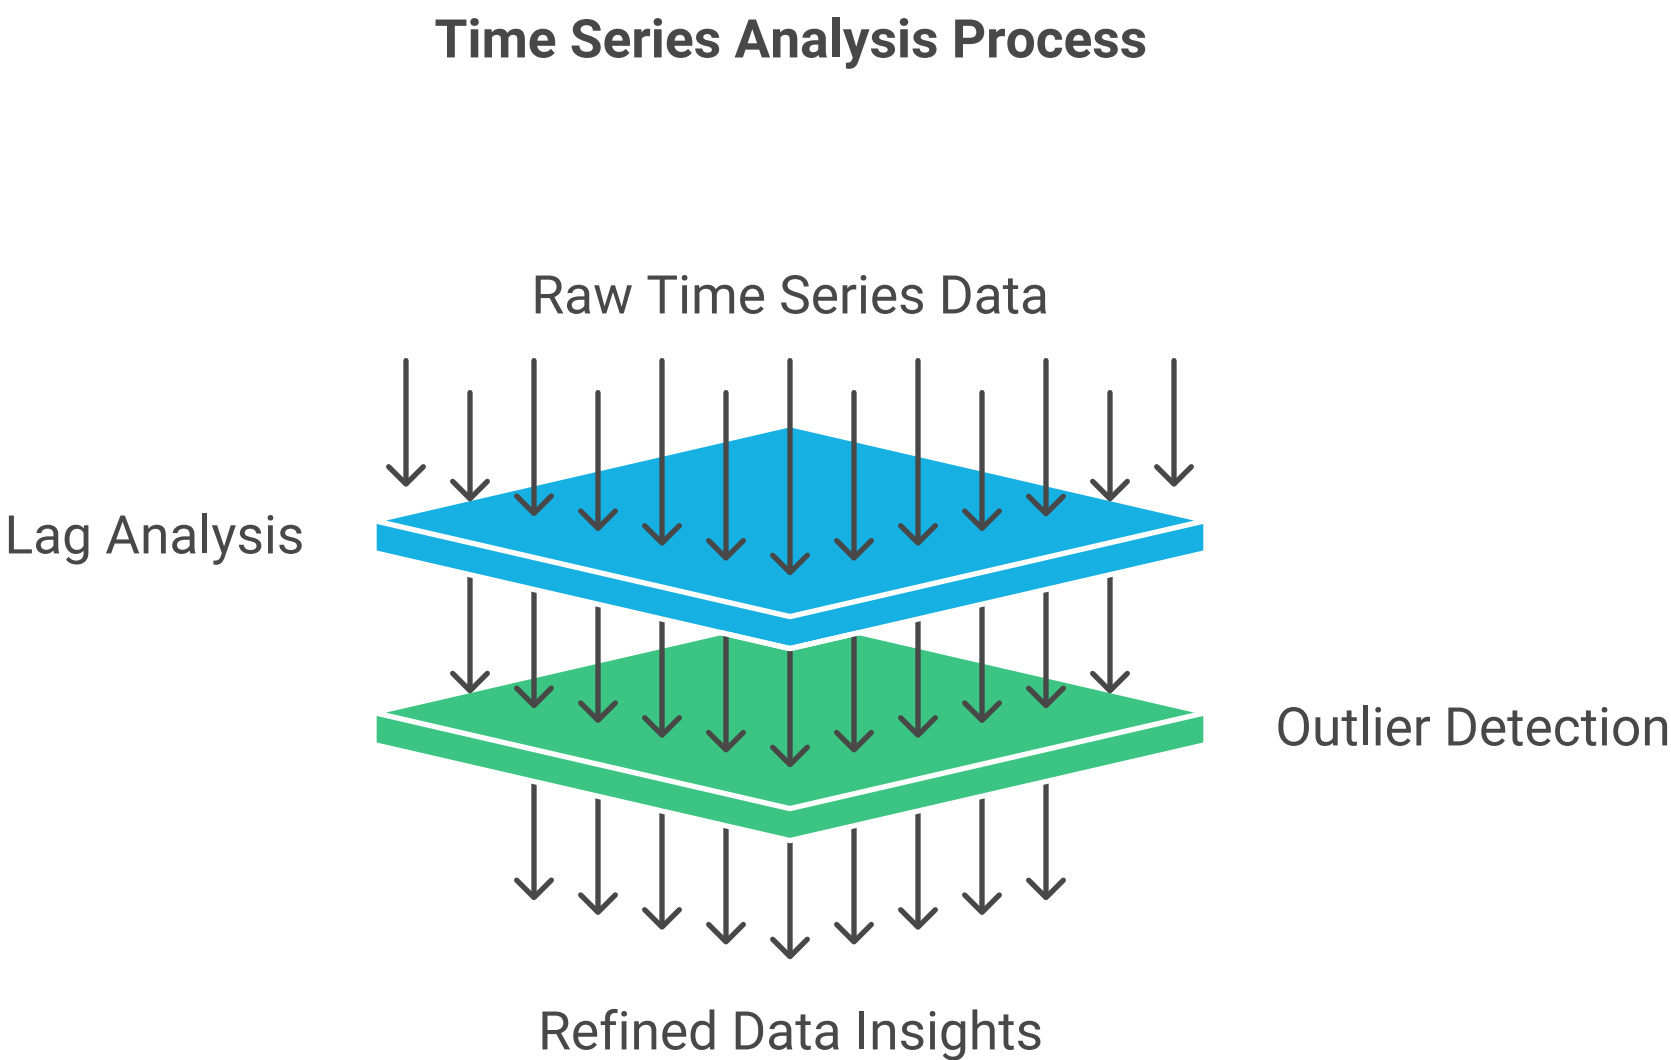 Time Series Analysis Process
Raw Time Series Data
Lag Analysis
Outlier Detection
Refined Data Insights